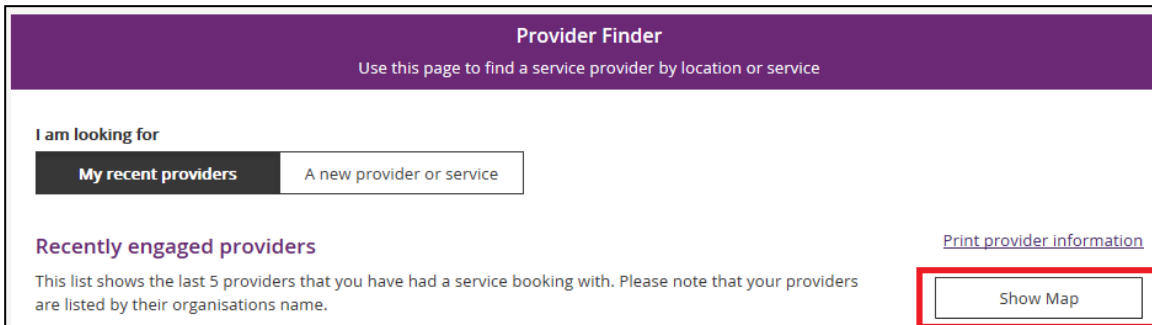 Provider Finder
Use this page to find a service provider by location or service
I am looking for
My recent providers
A new provider or service
Recently engaged providers
Print provider information
This list shows the last 5 providers that you have had a service booking with. Please note that your providers
are listed by their organisations name.
Show Map